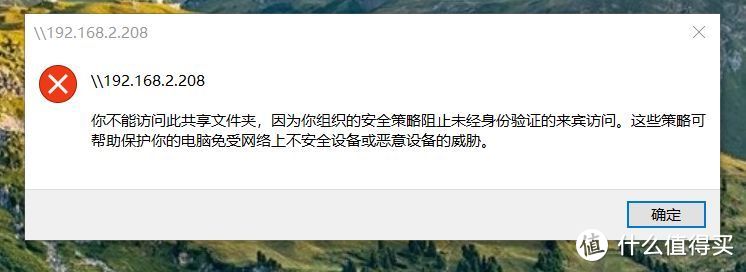 \\192.168.2.208
\\192.168.2.208
你不能访问此共享文件夹，因为你组织的安全策略阻止未经身份验证的来宾访问。这些策略可
帮助保护你的电脑免受网络上不安全设备或恶意设备的威胁。
确定
值 什么值得买